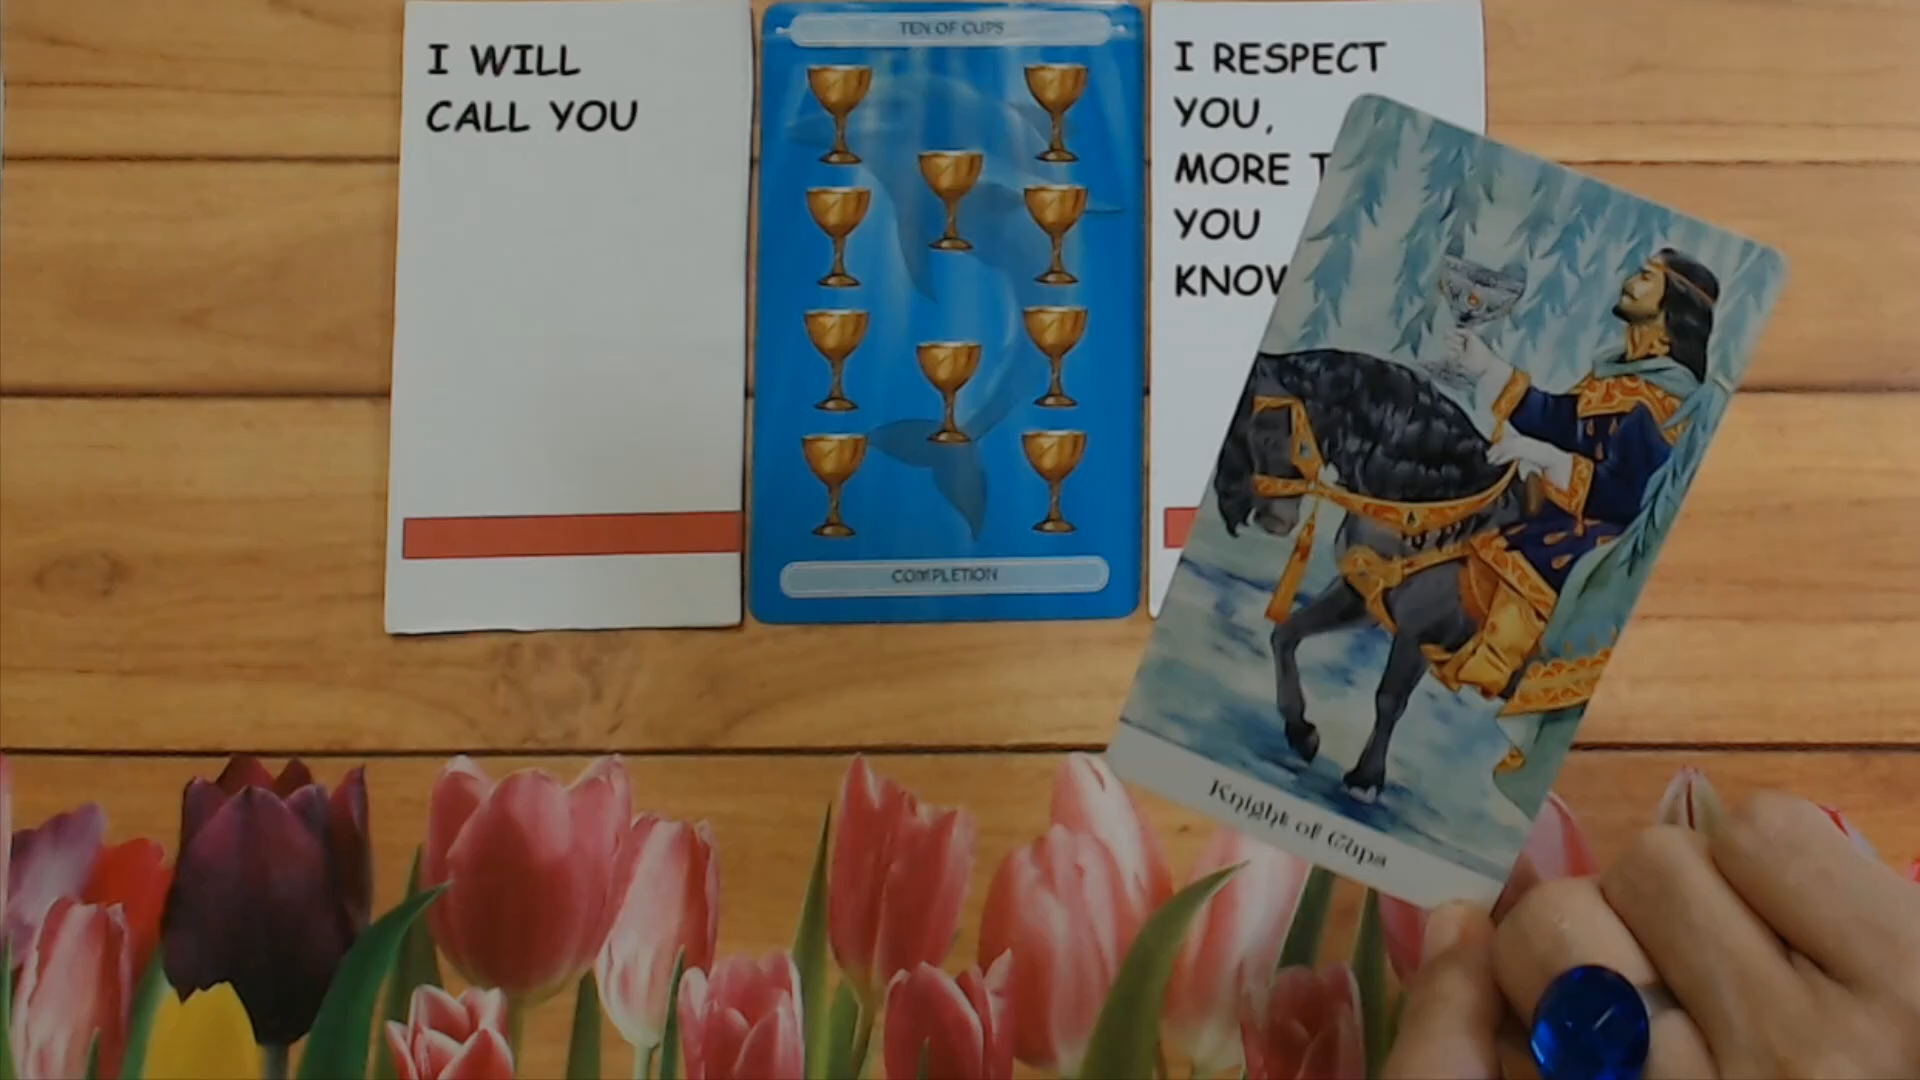 I WILL
CALL YOU
TEN OF CUPS
COMPLETION
I RESPECT
YOU,
MORE
YOU
Knight of Cups